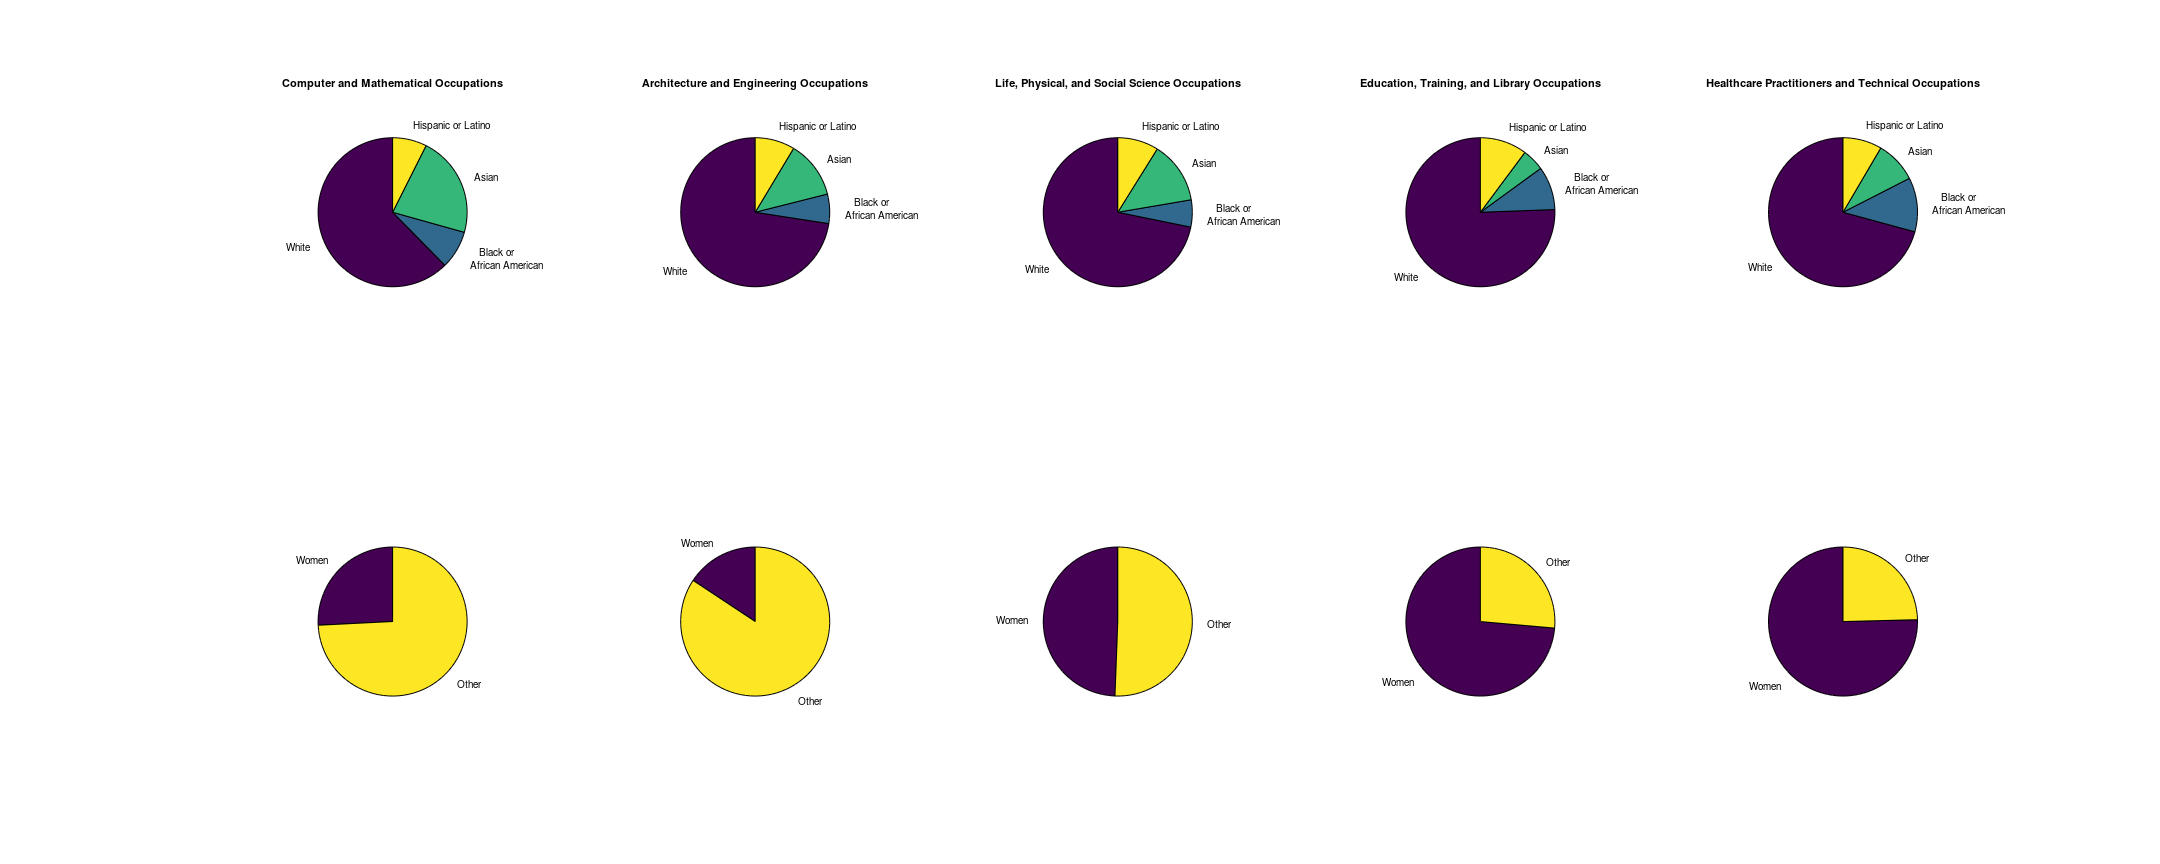 Computer and Mathematical Occupations
Hispanic or Latino
Asian
Black or
African American
White
Architecture and Engineering Occupations
Hispanic or Latino
Asian
Black or
African American
White
Life, Physical, and Social Science Occupations
Hispanic or Latino
Asian
Black or
African American
White
Education, Training, and Library Occupations
Hispanic or Latino
Asian
Black or
African American
White
Healthcare Practitioners and Technical Occupations
Hispanic or Latino
Asian
Black or
African American
White
Women
Other
Women
Other
Women
Other
Other
Women
Other
Women